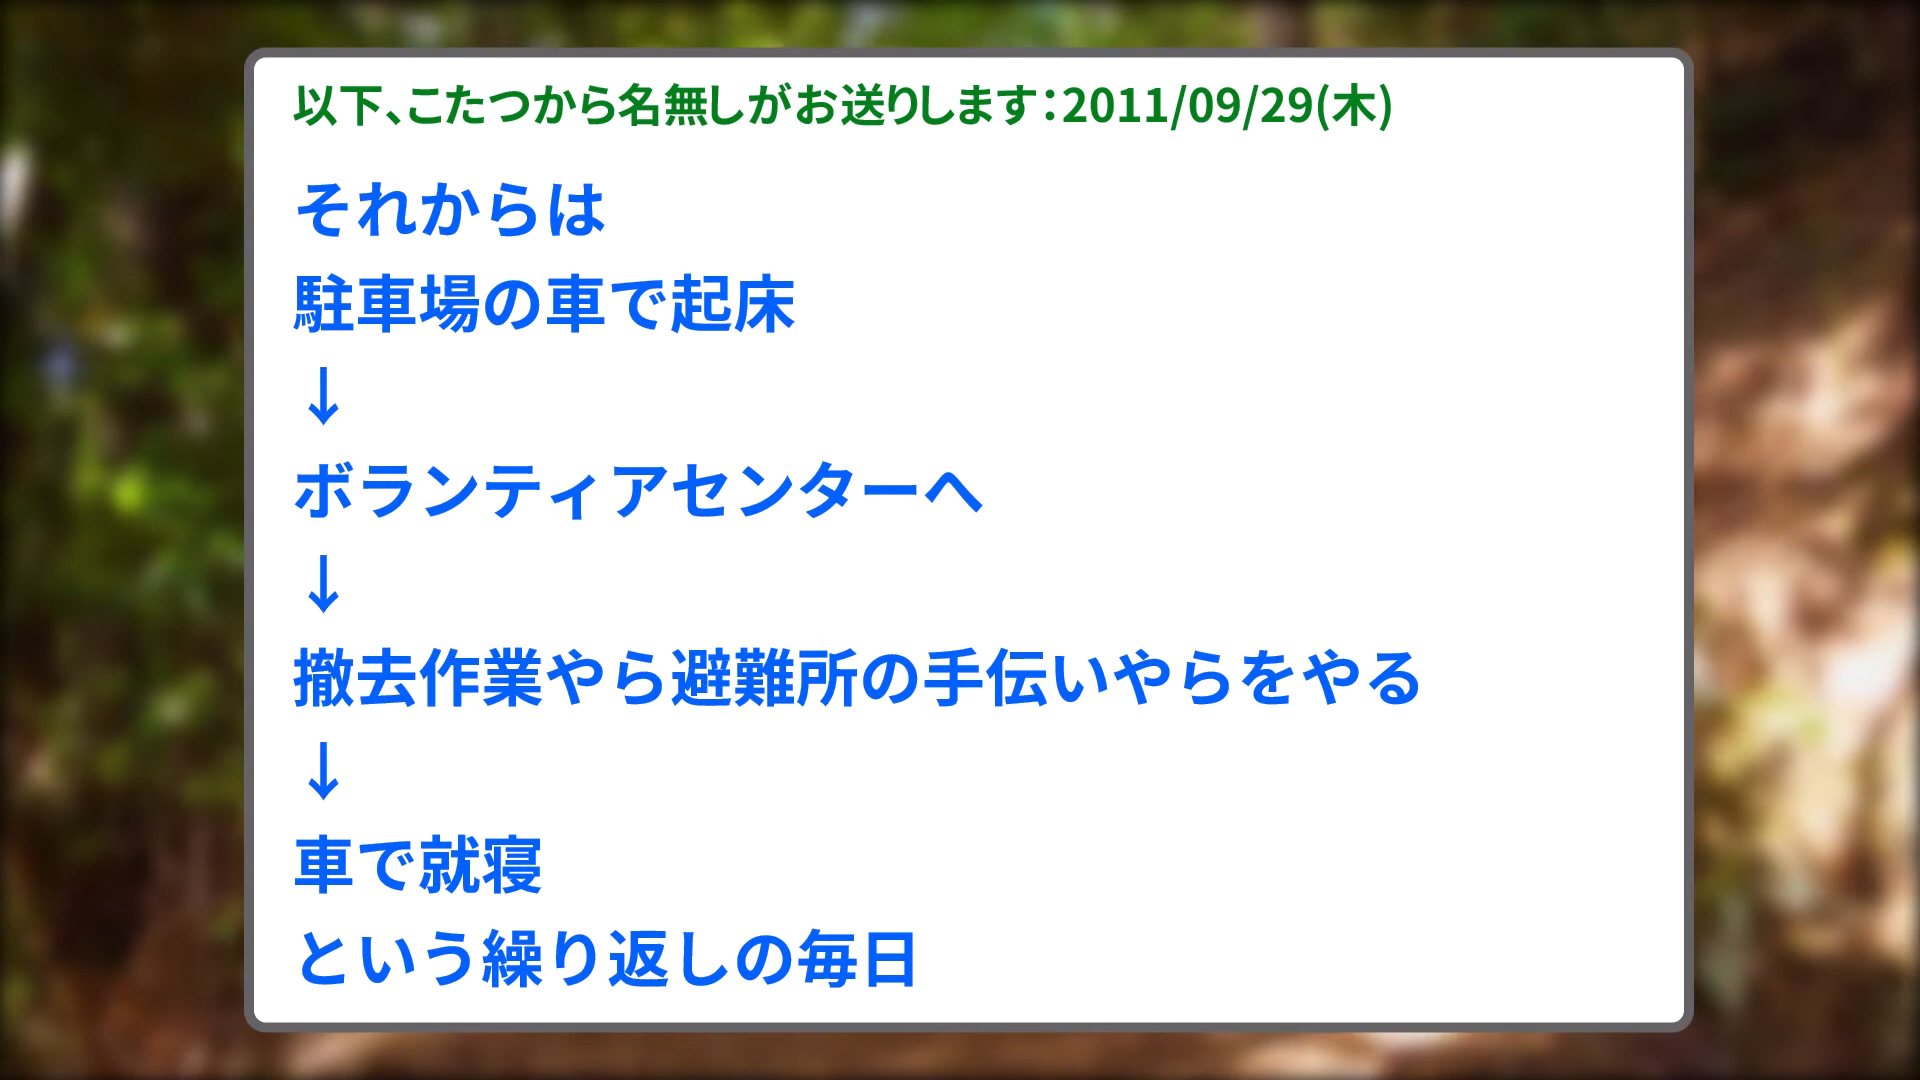 以下、こたつから名無しがお送りします：2011/09/29(木)
それからは
駐車場の車で起床
↓
ボランティアセンターへ
↓
撤去作業やら避難所の手伝いやらをやる
↓
車で就寝
という繰り返しの毎日